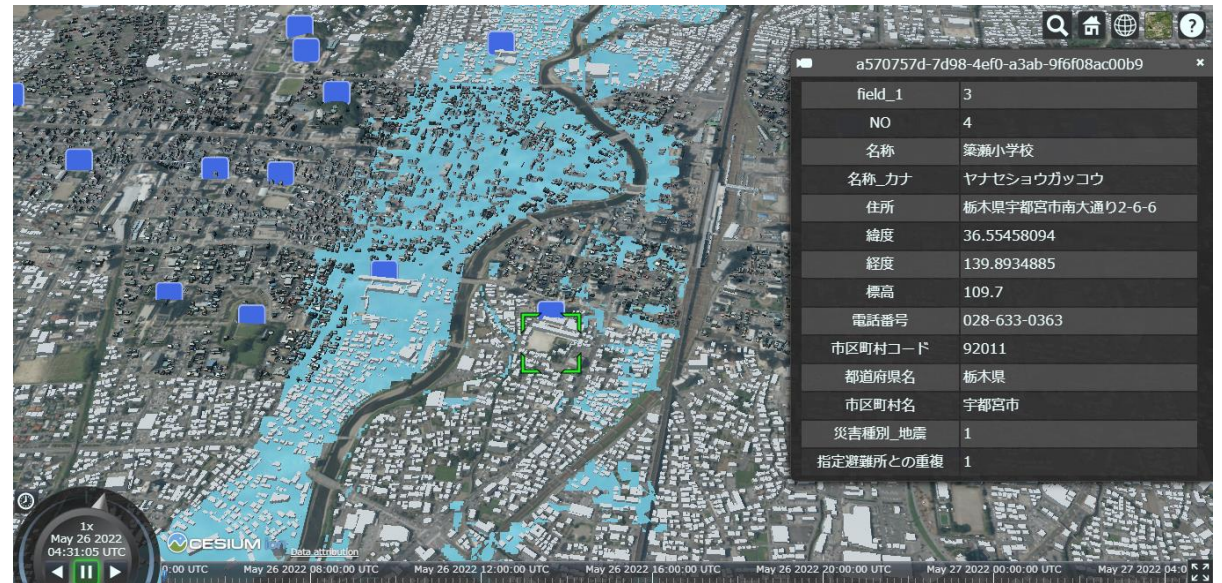 a570757d-7d98-4ef0-a3ab-9f6f08ac00b9 ×
field_1 3
NO 4
名称 簗瀬小学校
名称_カナ ヤナセショウガッコウ
住所 栃木県宇都宮市南大通り2-6-6
緯度 36.55458094
経度 139.8934885
標高 109.7
電話番号 028-633-0363
市区町村コード 92011
都道府県名 栃木県
市区町村名 宇都宮市
災害種別_地震 1
指定避難所との重複 1
1x
May 26 2022
04:31:05 UTC
CESIUM
Data attribution
0:00 UTC May 26 2022 08:00:00 UTC May 26 2022 12:00:00 UTC May 26 2022 16:00:00 UTC May 26 2022 20:00:00 UTC May 27 2022 00:00:00 UTC May 27 2022 04:0